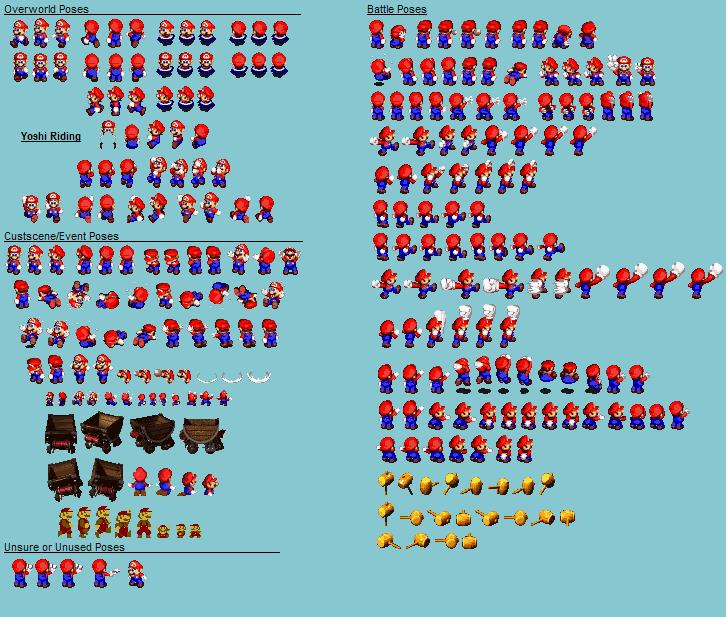 Overworld Poses
Yoshi Riding
Custscene/Event Poses
Unsure or Unused Poses
Battle Poses